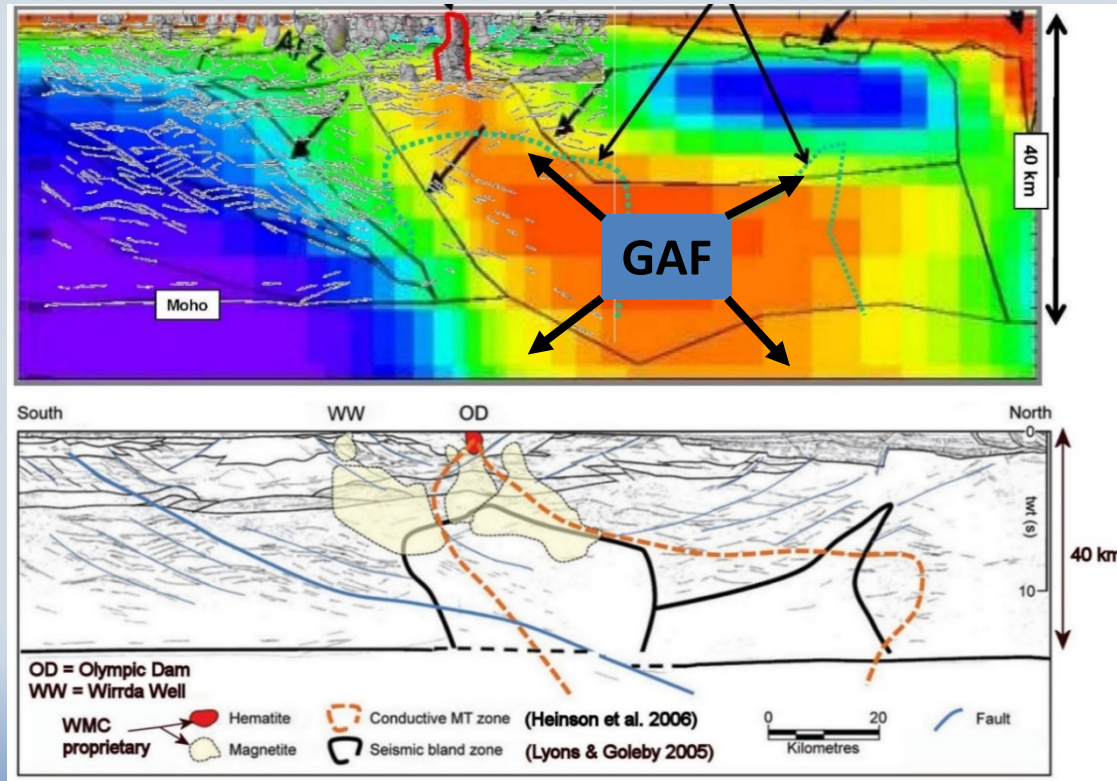 AFZ
40 km
GAF
Moho
South
WW
OD
North
0
twt (s)
10
40 km
OD = Olympic Dam
WW = Wirrda Well
WMC
proprietary
Hematite
Magnetite
Conductive MT zone (Heinson et al. 2006)
Seismic bland zone (Lyons & Goleby 2005)
0 20
Kilometres
Fault